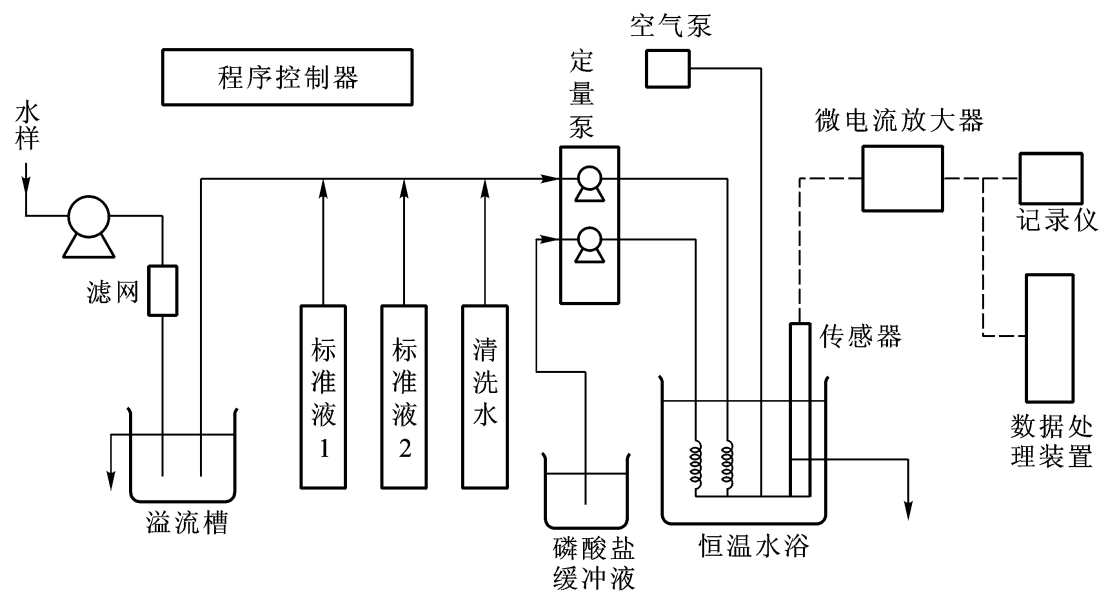 空气泵
程序控制器
定量泵
水样
微电流放大器
记录仪
滤网
标准液1
标准液2
清洗水
传感器
数据处
理装置
溢流槽
磷酸盐
缓冲液
恒温水浴